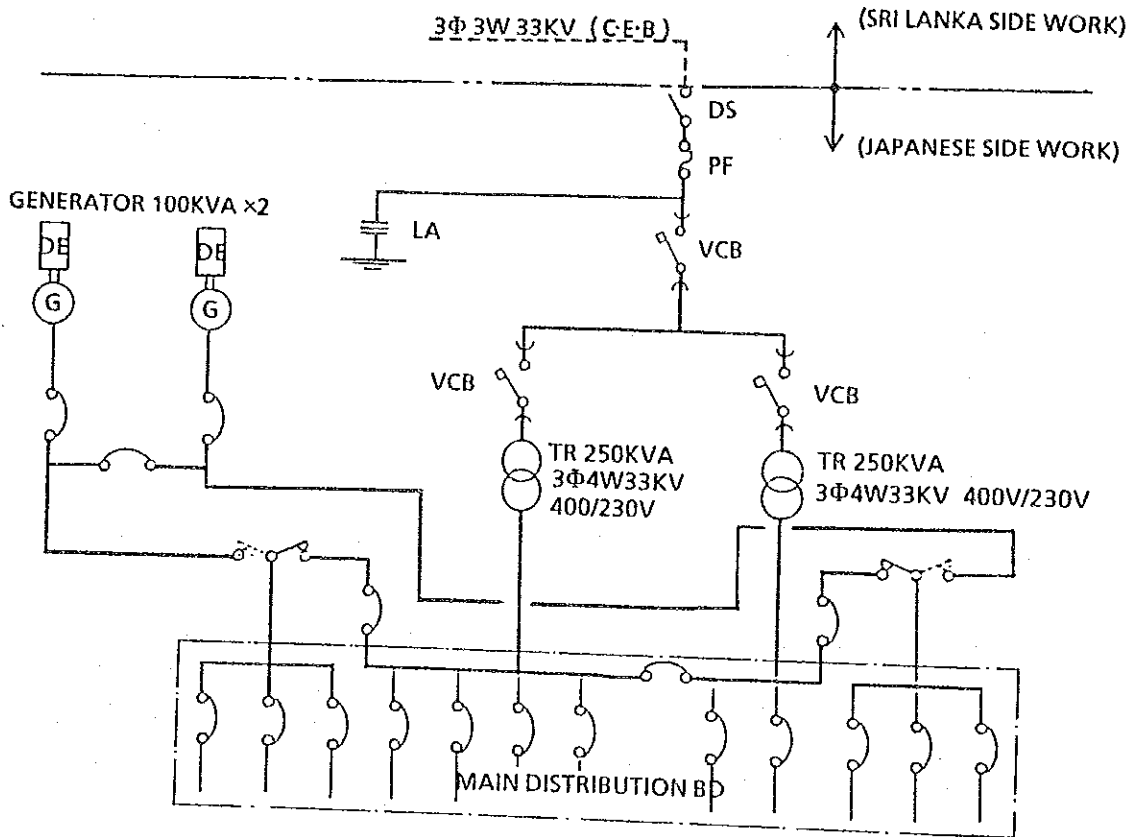 3Φ 3W 33KV (C·E·B)
(SRI LANKA SIDE WORK)
DS
(JAPANESE SIDE WORK)
PF
GENERATOR 100KVA ×2
DE
DE
LA
VCB
G
G
VCB
VCB
TR 250KVA
3Φ4W33KV
400/230V
TR 250KVA
3Φ4W33KV 400V/230V
MAIN DISTRIBUTION BD